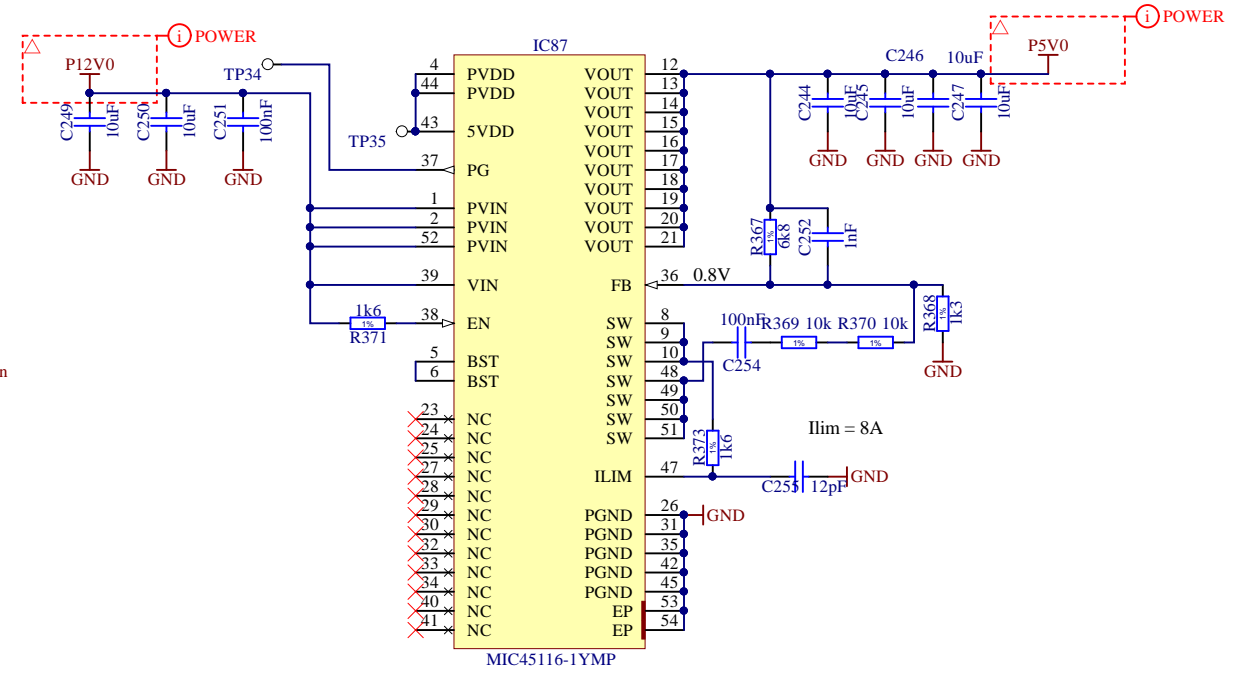 POWER
P12V0
TP34
C249
10uF
C250
10uF
C251
100nF
GND
GND
GND
TP35
IC87
4 PVDD VOUT 12
44 PVDD VOUT 13
VOUT 14
43 5VDD VOUT 15
VOUT 16
37 PG VOUT 17
VOUT 18
1 PVIN VOUT 19
2 PVIN VOUT 20
52 PVIN VOUT 21
39 VIN FB 36 0.8V
38 EN SW 8
SW 9
5 BST SW 10
6 BST SW 48
SW 49
23 NC SW 50
24 NC SW 51
25 NC
27 NC ILIM 47
28 NC
29 NC PGND 26
30 NC PGND 31
32 NC PGND 35
33 NC PGND 42
34 NC PGND 45
40 NC EP 53
41 NC EP 54
MIC45116-1YMP
1k6
1%
R371
n
POWER
P5V0
C246
10uF
C244
10uF
C245
10uF
C247
10uF
GND
GND
GND
GND
R367
1%
6k8
C252
1nF
100nF
C254
R369 10k
1%
R370 10k
1%
R368
1%
1k3
GND
R373
1%
1k6
Ilim = 8A
C255
12pF
GND
GND